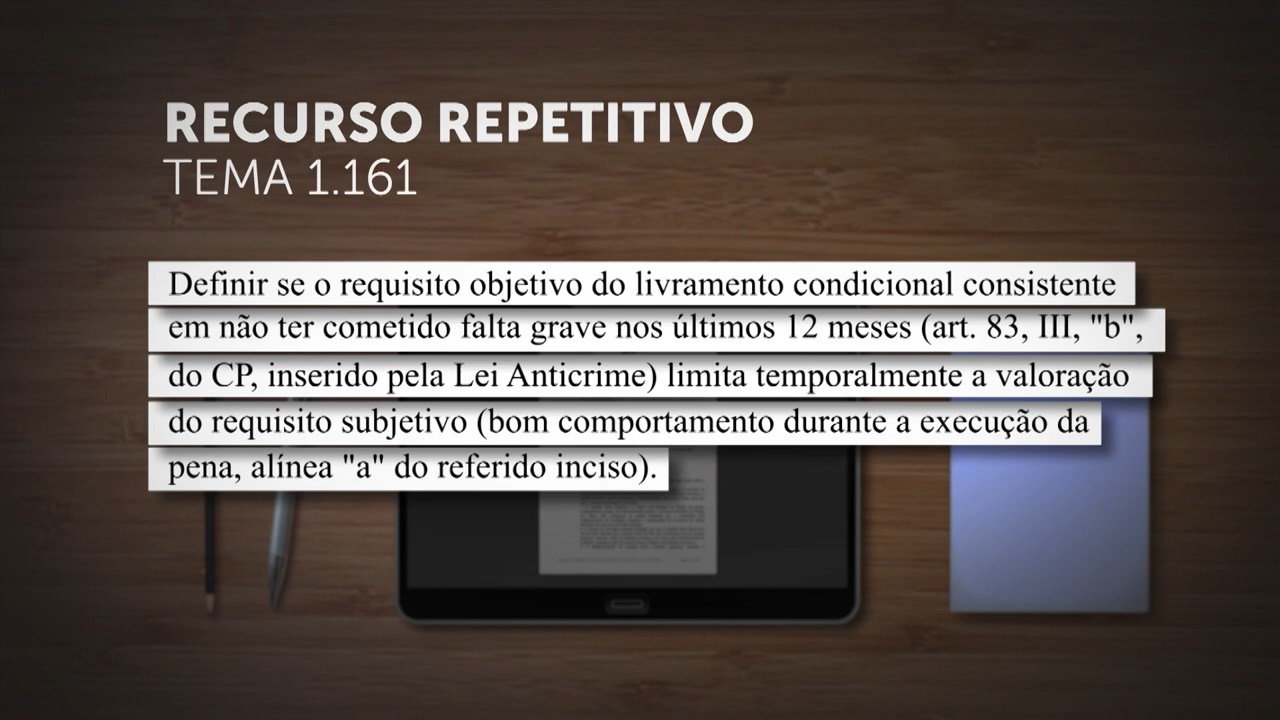 RECURSO REPETITIVO
TEMA 1.161
Definir se o requisito objetivo do livramento condicional consistente
em não ter cometido falta grave nos últimos 12 meses (art. 83, III, "b",
do CP, inserido pela Lei Anticrime) limita temporalmente a valoração
do requisito subjetivo (bom comportamento durante a execução da
pena, alínea "a" do referido inciso).